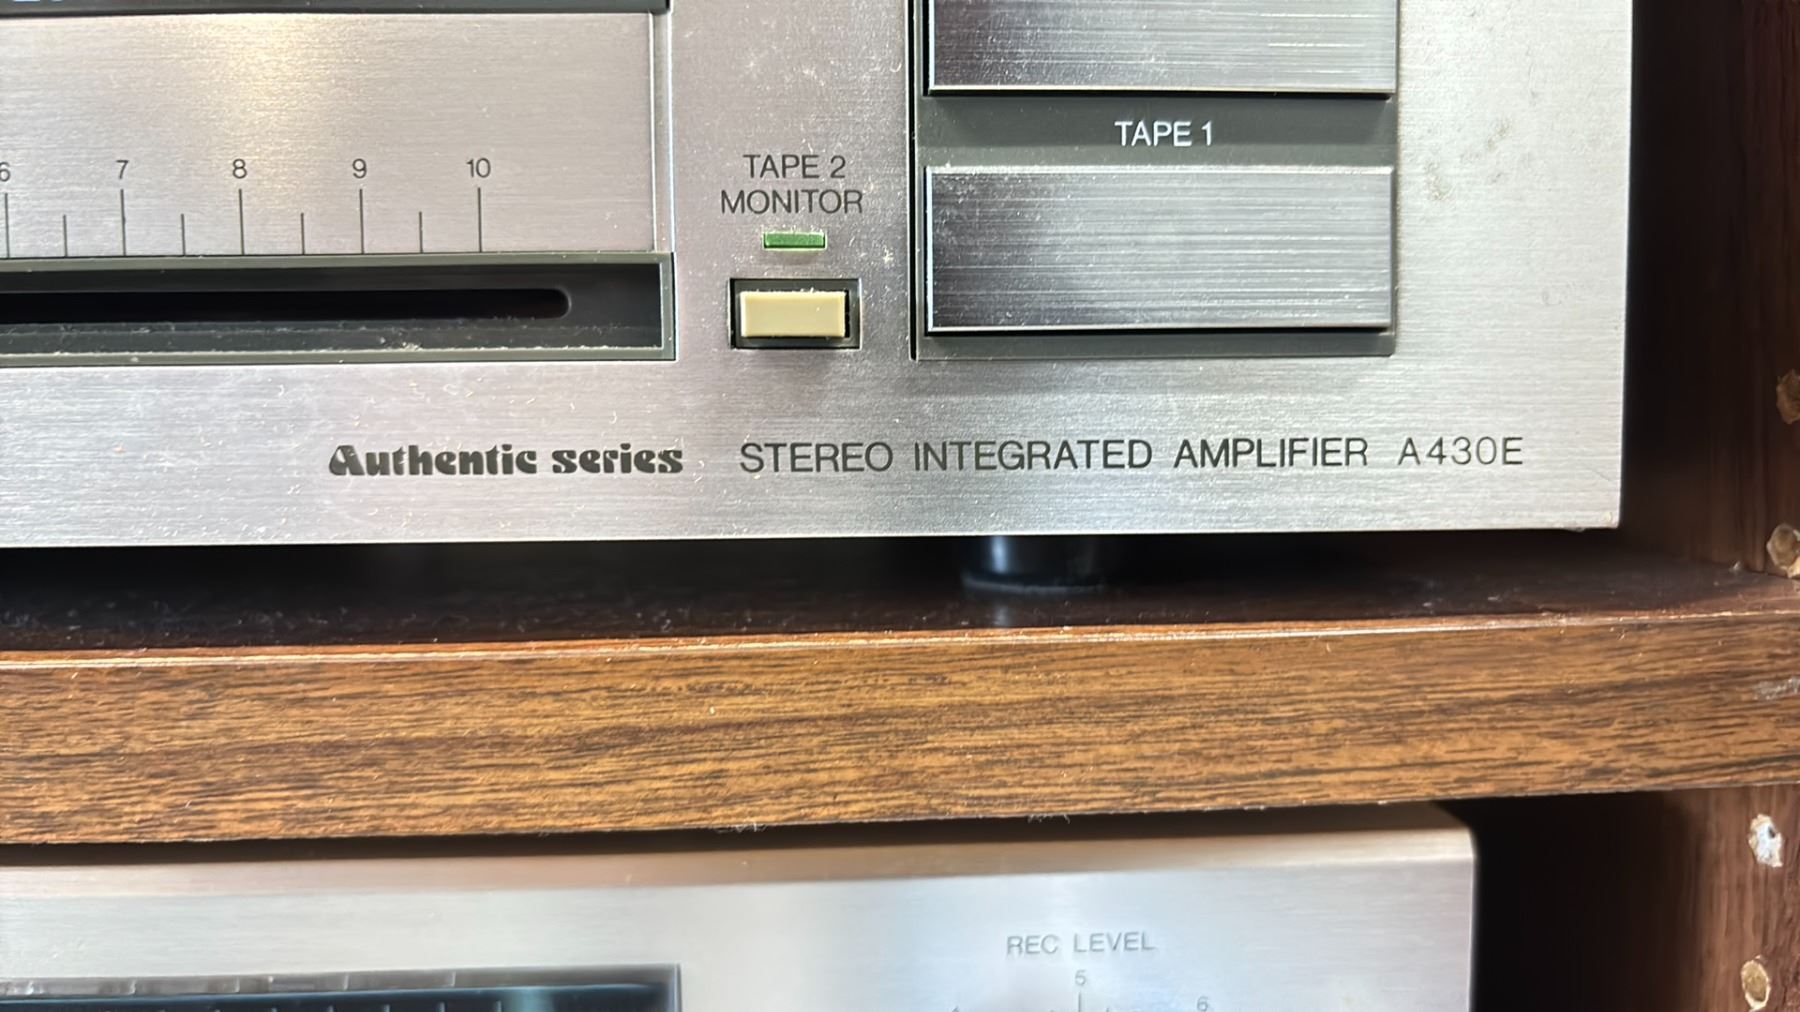 6 7 8 9 10
TAPE 2
MONITOR
TAPE 1
Authentic series STEREO INTEGRATED AMPLIFIER A430E
REC LEVEL
5
6